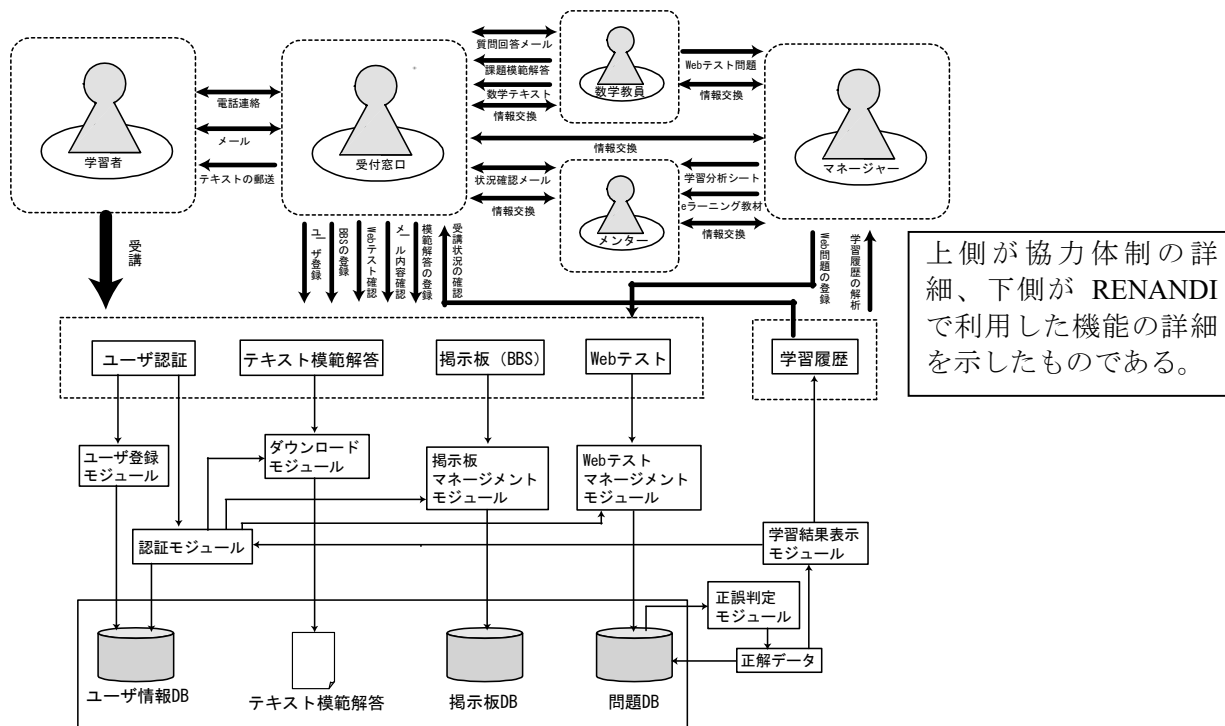 質問回答メール
課題模範解答
数学テキスト
情報交換
数学教員
Webテスト問題
情報交換
電話連絡
メール
テキストの郵送
学習者
受付窓口
情報交換
マネージャー
状況確認メール
情報交換
メンター
学習分析シート
eラーニング教材
情報交換
受講
ユーザ登録
BBSの登録
Webテスト確認
メール内容確認
模範解答の登録
受講状況の確認
Web問題の登録
学習履歴の解析
上側が協力体制の詳
細、下側が RENANDI
で利用した機能の詳細
を示したものである。
ユーザ認証
テキスト模範解答
掲示板（BBS）
Webテスト
学習履歴
ユーザ登録
モジュール
ダウンロード
モジュール
掲示板
マネージメント
モジュール
Webテスト
マネージメント
モジュール
認証モジュール
学習結果表示
モジュール
正誤判定
モジュール
正解データ
ユーザ情報DB
テキスト模範解答
掲示板DB
問題DB